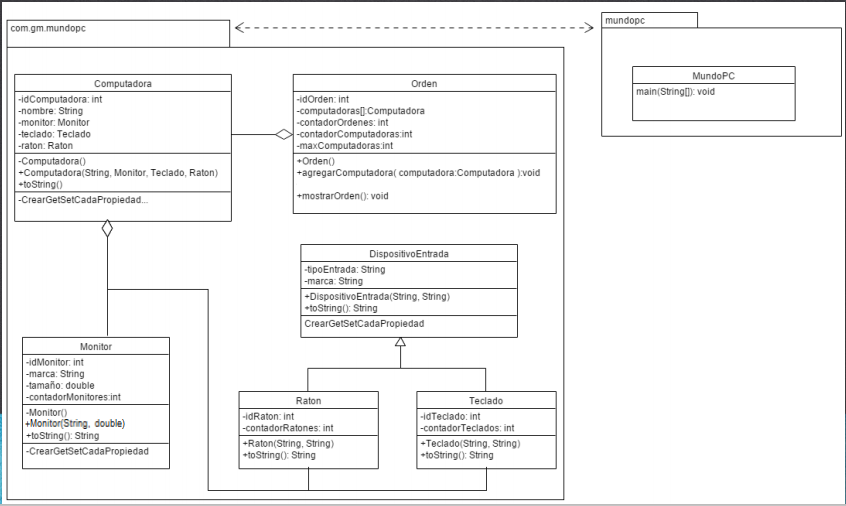 com.gm.mundopc
mundopc
MundoPC
main(String[]): void
Computadora
-idComputadora: int
-nombre: String
-monitor: Monitor
-teclado: Teclado
-raton: Raton
-Computadora()
+Computadora(String, Monitor, Teclado, Raton)
+toString()
-CrearGetSetCadaPropiedad...
Orden
-idOrden: int
-computadoras[]:Computadora
-contadorOrdenes: int
-contadorComputadoras:int
-maxComputadoras:int
+Orden()
+agregarComputadora( computadora:Computadora ):void
+mostrarOrden(): void
DispositivoEntrada
-tipoEntrada: String
-marca: String
+DispositivoEntrada(String, String)
+toString(): String
CrearGetSetCadaPropiedad
Monitor
-idMonitor: int
-marca: String
-tamaño: double
-contadorMonitores:int
-Monitor()
+Monitor(String, double)
+toString(): String
-CrearGetSetCadaPropiedad
Raton
-idRaton: int
-contadorRatones: int
+Raton(String, String)
+toString(): String
Teclado
-idTeclado: int
-contadorTeclados: int
+Teclado(String, String)
+toString(): String